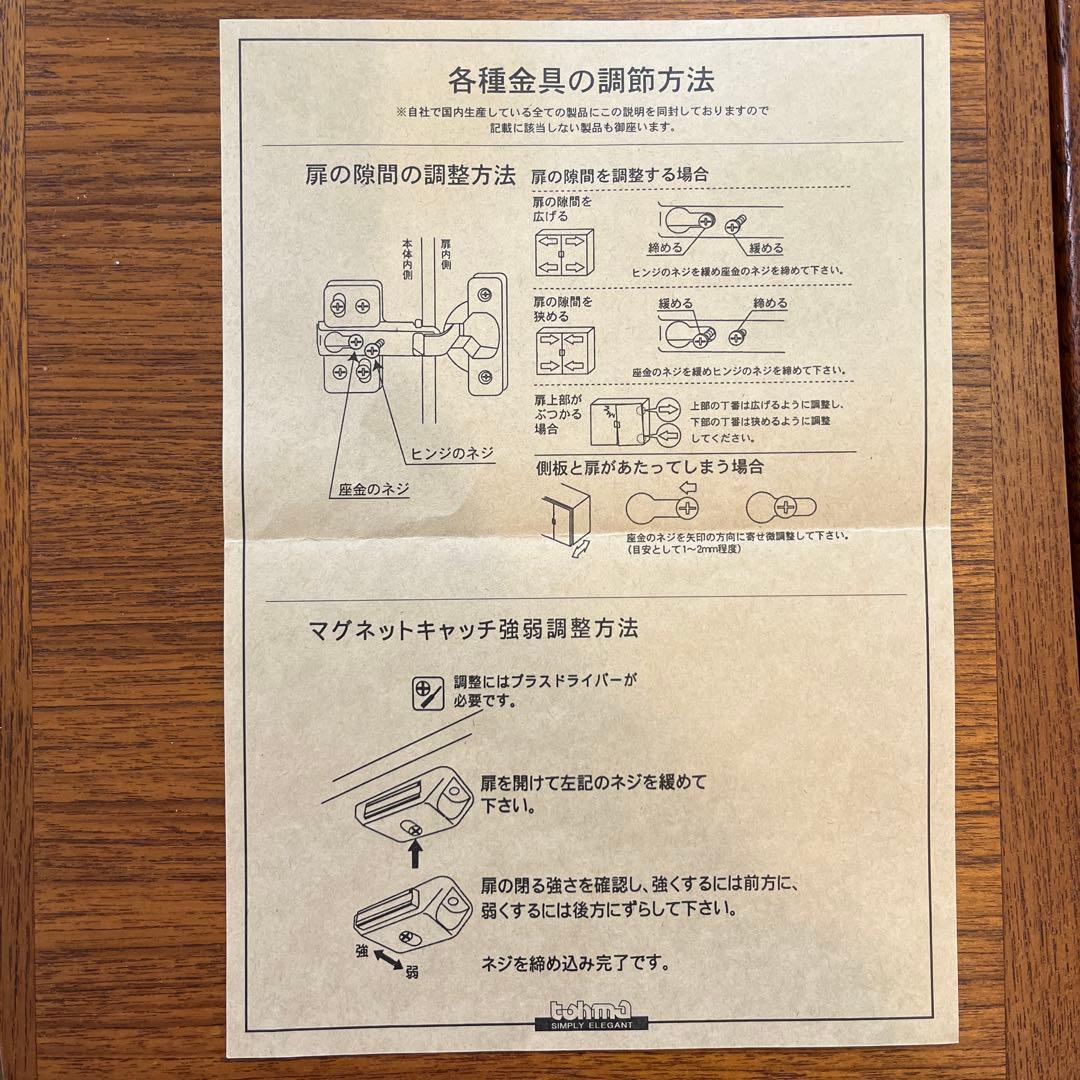 各種金具の調節方法
※自社で国内生産している全ての製品にこの説明を同封しておりますので
記載に該当しない製品も御座います。
扉の隙間の調整方法
本体内側
扉内側
ヒンジのネジ
座金のネジ
扉の隙間を調整する場合
扉の隙間を
広げる
締める
緩める
ヒンジのネジを緩め座金のネジを締めて下さい。
扉の隙間を
狭める
緩める
締める
座金のネジを緩めヒンジのネジを締めて下さい。
扉上部が
ぶつかる
場合
上部の丁番は広げるように調整し、
下部の丁番は狭めるように調整
してください。
側板と扉があたってしまう場合
座金のネジを矢印の方向に寄せ微調整して下さい。
(目安として1〜2mm程度)
マグネットキャッチ強弱調整方法
調整にはプラスドライバーが
必要です。
扉を開けて左記のネジを緩めて
下さい。
扉の閉る強さを確認し、強くするには前方に、
弱くするには後方にずらして下さい。
強
弱
ネジを締め込み完了です。
tohma
SIMPLY ELEGANT